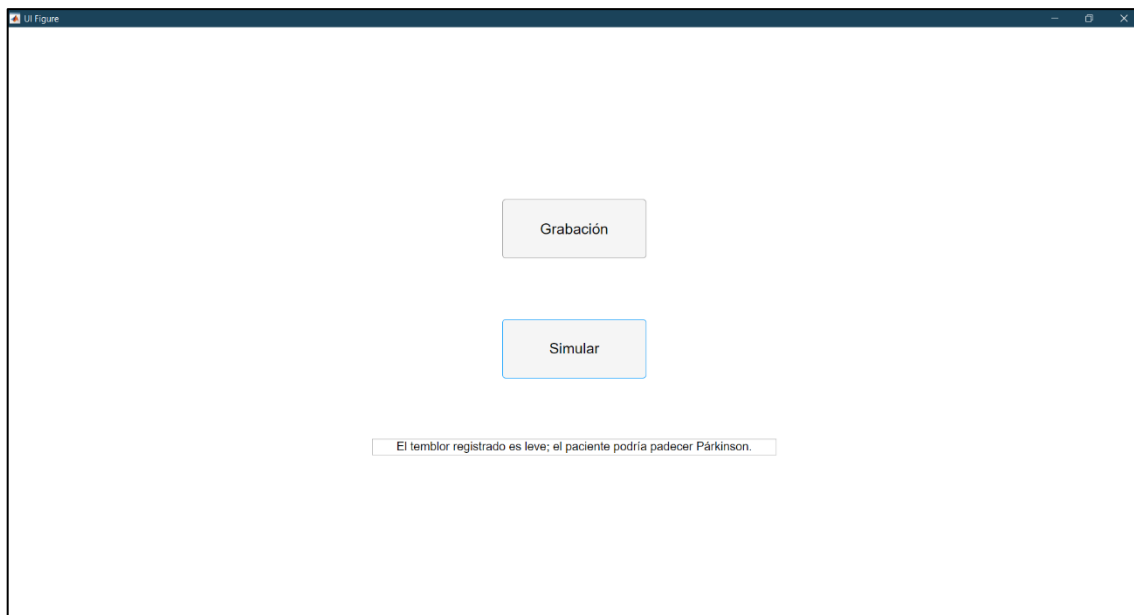 UI Figure
Grabación
Simular
El temblor registrado es leve; el paciente podría padecer Párkinson.